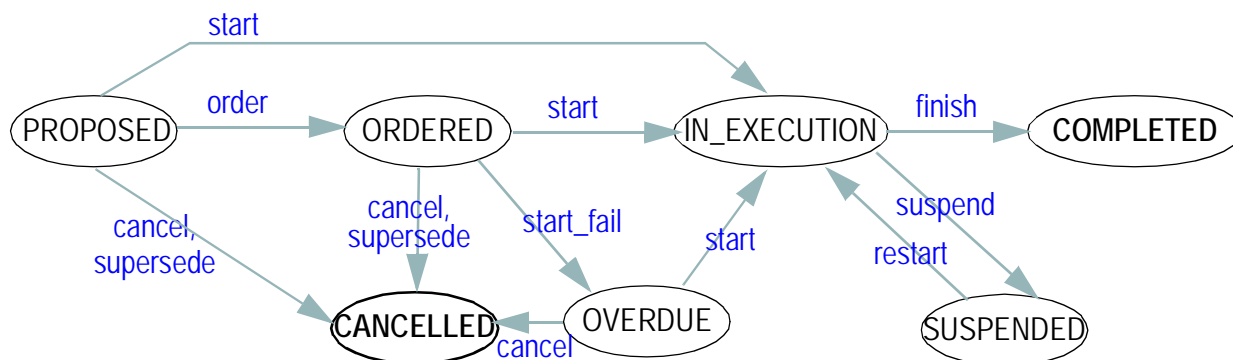 start
order
start
finish
PROPOSED
ORDERED
IN_EXECUTION
COMPLETED
cancel,
supersede
cancel,
supersede
start_fail
start
suspend
restart
CANCELLED
OVERDUE
SUSPENDED
cancel